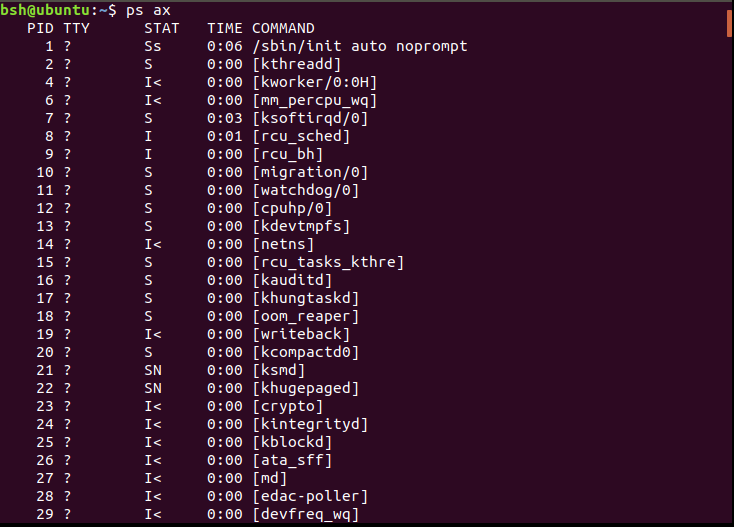 bsh@ubuntu:~$ ps ax
PID TTY STAT TIME COMMAND
1 ? Ss 0:06 /sbin/init auto noprompt
2 ? S 0:00 [kthreadd]
4 ? I< 0:00 [kworker/0:0H]
6 ? I< 0:00 [mm_percpu_wq]
7 ? S 0:03 [ksoftirqd/0]
8 ? I 0:01 [rcu_sched]
9 ? I 0:00 [rcu_bh]
10 ? S 0:00 [migration/0]
11 ? S 0:00 [watchdog/0]
12 ? S 0:00 [cpuhp/0]
13 ? S 0:00 [kdevtmpfs]
14 ? I< 0:00 [netns]
15 ? S 0:00 [rcu_tasks_kthre]
16 ? S 0:00 [kauditd]
17 ? S 0:00 [khungtaskd]
18 ? S 0:00 [oom_reaper]
19 ? I< 0:00 [writeback]
20 ? S 0:00 [kcompactd0]
21 ? SN 0:00 [ksmd]
22 ? SN 0:00 [khugepaged]
23 ? I< 0:00 [crypto]
24 ? I< 0:00 [kintegrityd]
25 ? I< 0:00 [kblockd]
26 ? I< 0:00 [ata_sff]
27 ? I< 0:00 [md]
28 ? I< 0:00 [edac-poller]
29 ? I< 0:00 [devfreq_wq]